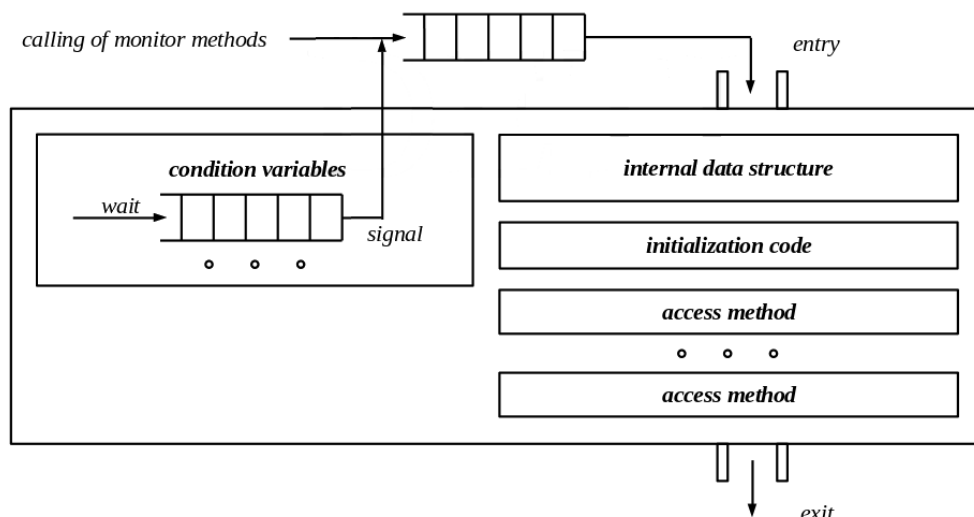 calling of monitor methods
entry
condition variables
wait
signal
internal data structure
initialization code
access method
access method
exit